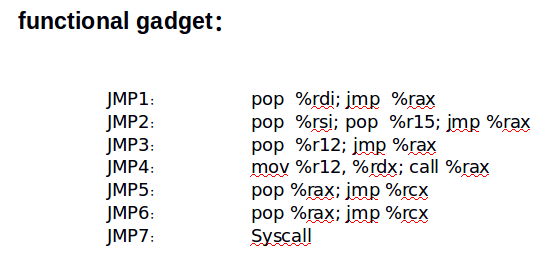 functional gadget：
JMP1: pop %rdi; jmp %rax
JMP2: pop %rsi; pop %r15; jmp %rax
JMP3: pop %r12; jmp %rax
JMP4: mov %r12, %rdx; call %rax
JMP5: pop %rax; jmp %rcx
JMP6: pop %rax; jmp %rcx
JMP7: Syscall